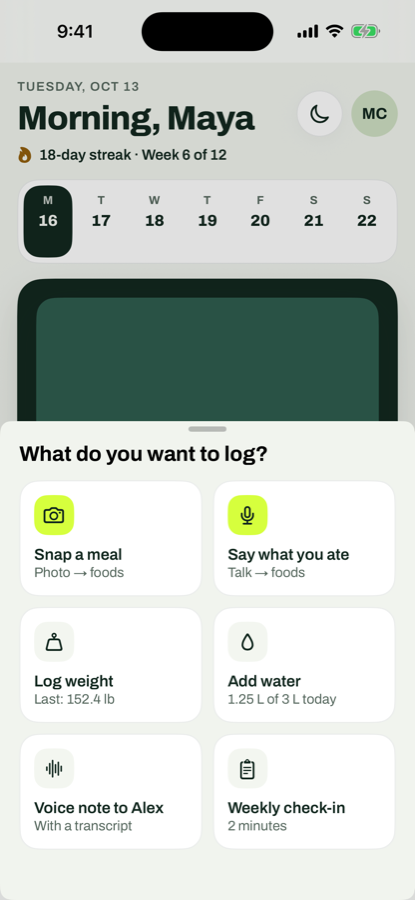 9:41
TUESDAY, OCT 13
Morning, Maya
MC
18-day streak · Week 6 of 12
M T W T F S S
16 17 18 19 20 21 22
What do you want to log?
Snap a meal
Photo → foods
Say what you ate
Talk → foods
Log weight
Last: 152.4 lb
Add water
1.25 L of 3 L today
Voice note to Alex
With a transcript
Weekly check-in
2 minutes